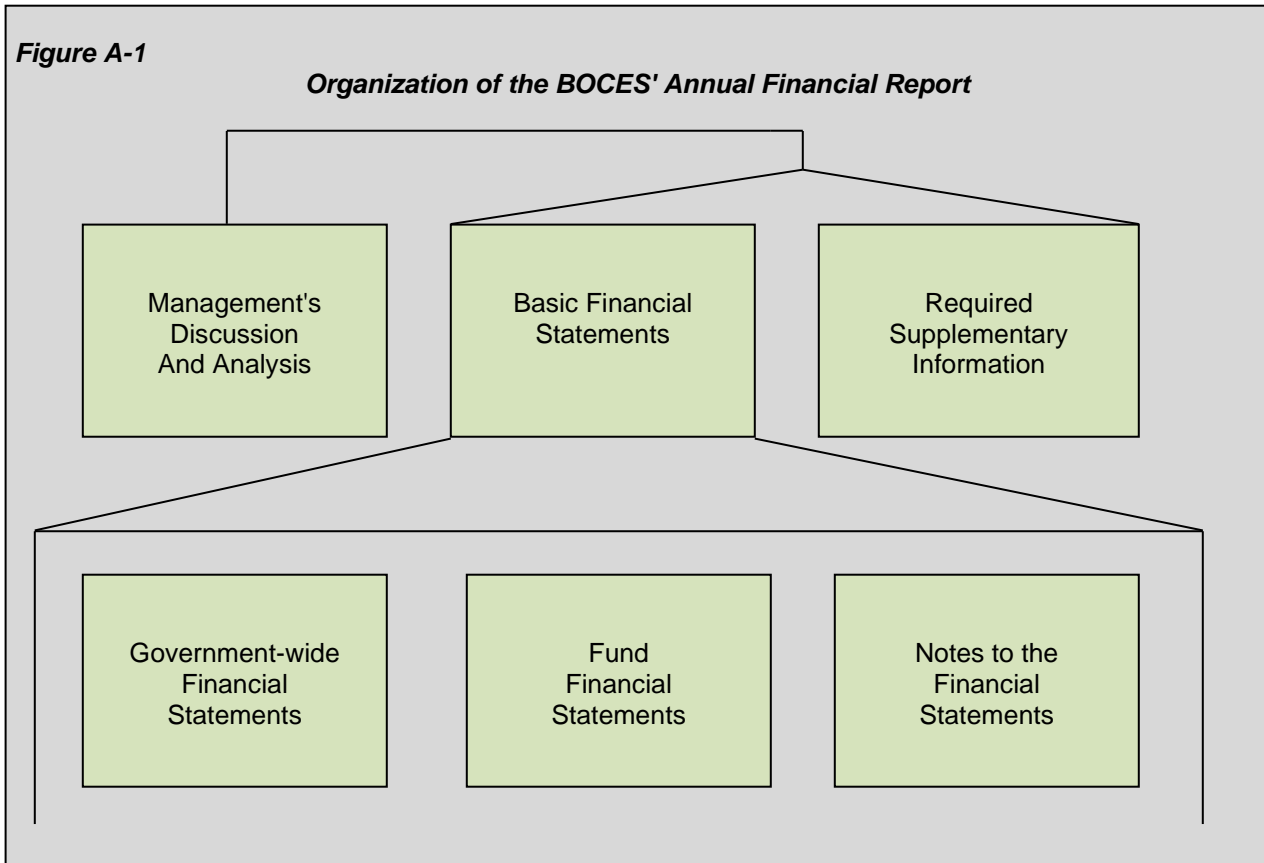 Figure A-1
Organization of the BOCES' Annual Financial Report
Management's
Discussion
And Analysis
Basic Financial
Statements
Required
Supplementary
Information
Government-wide
Financial
Statements
Fund
Financial
Statements
Notes to the
Financial
Statements